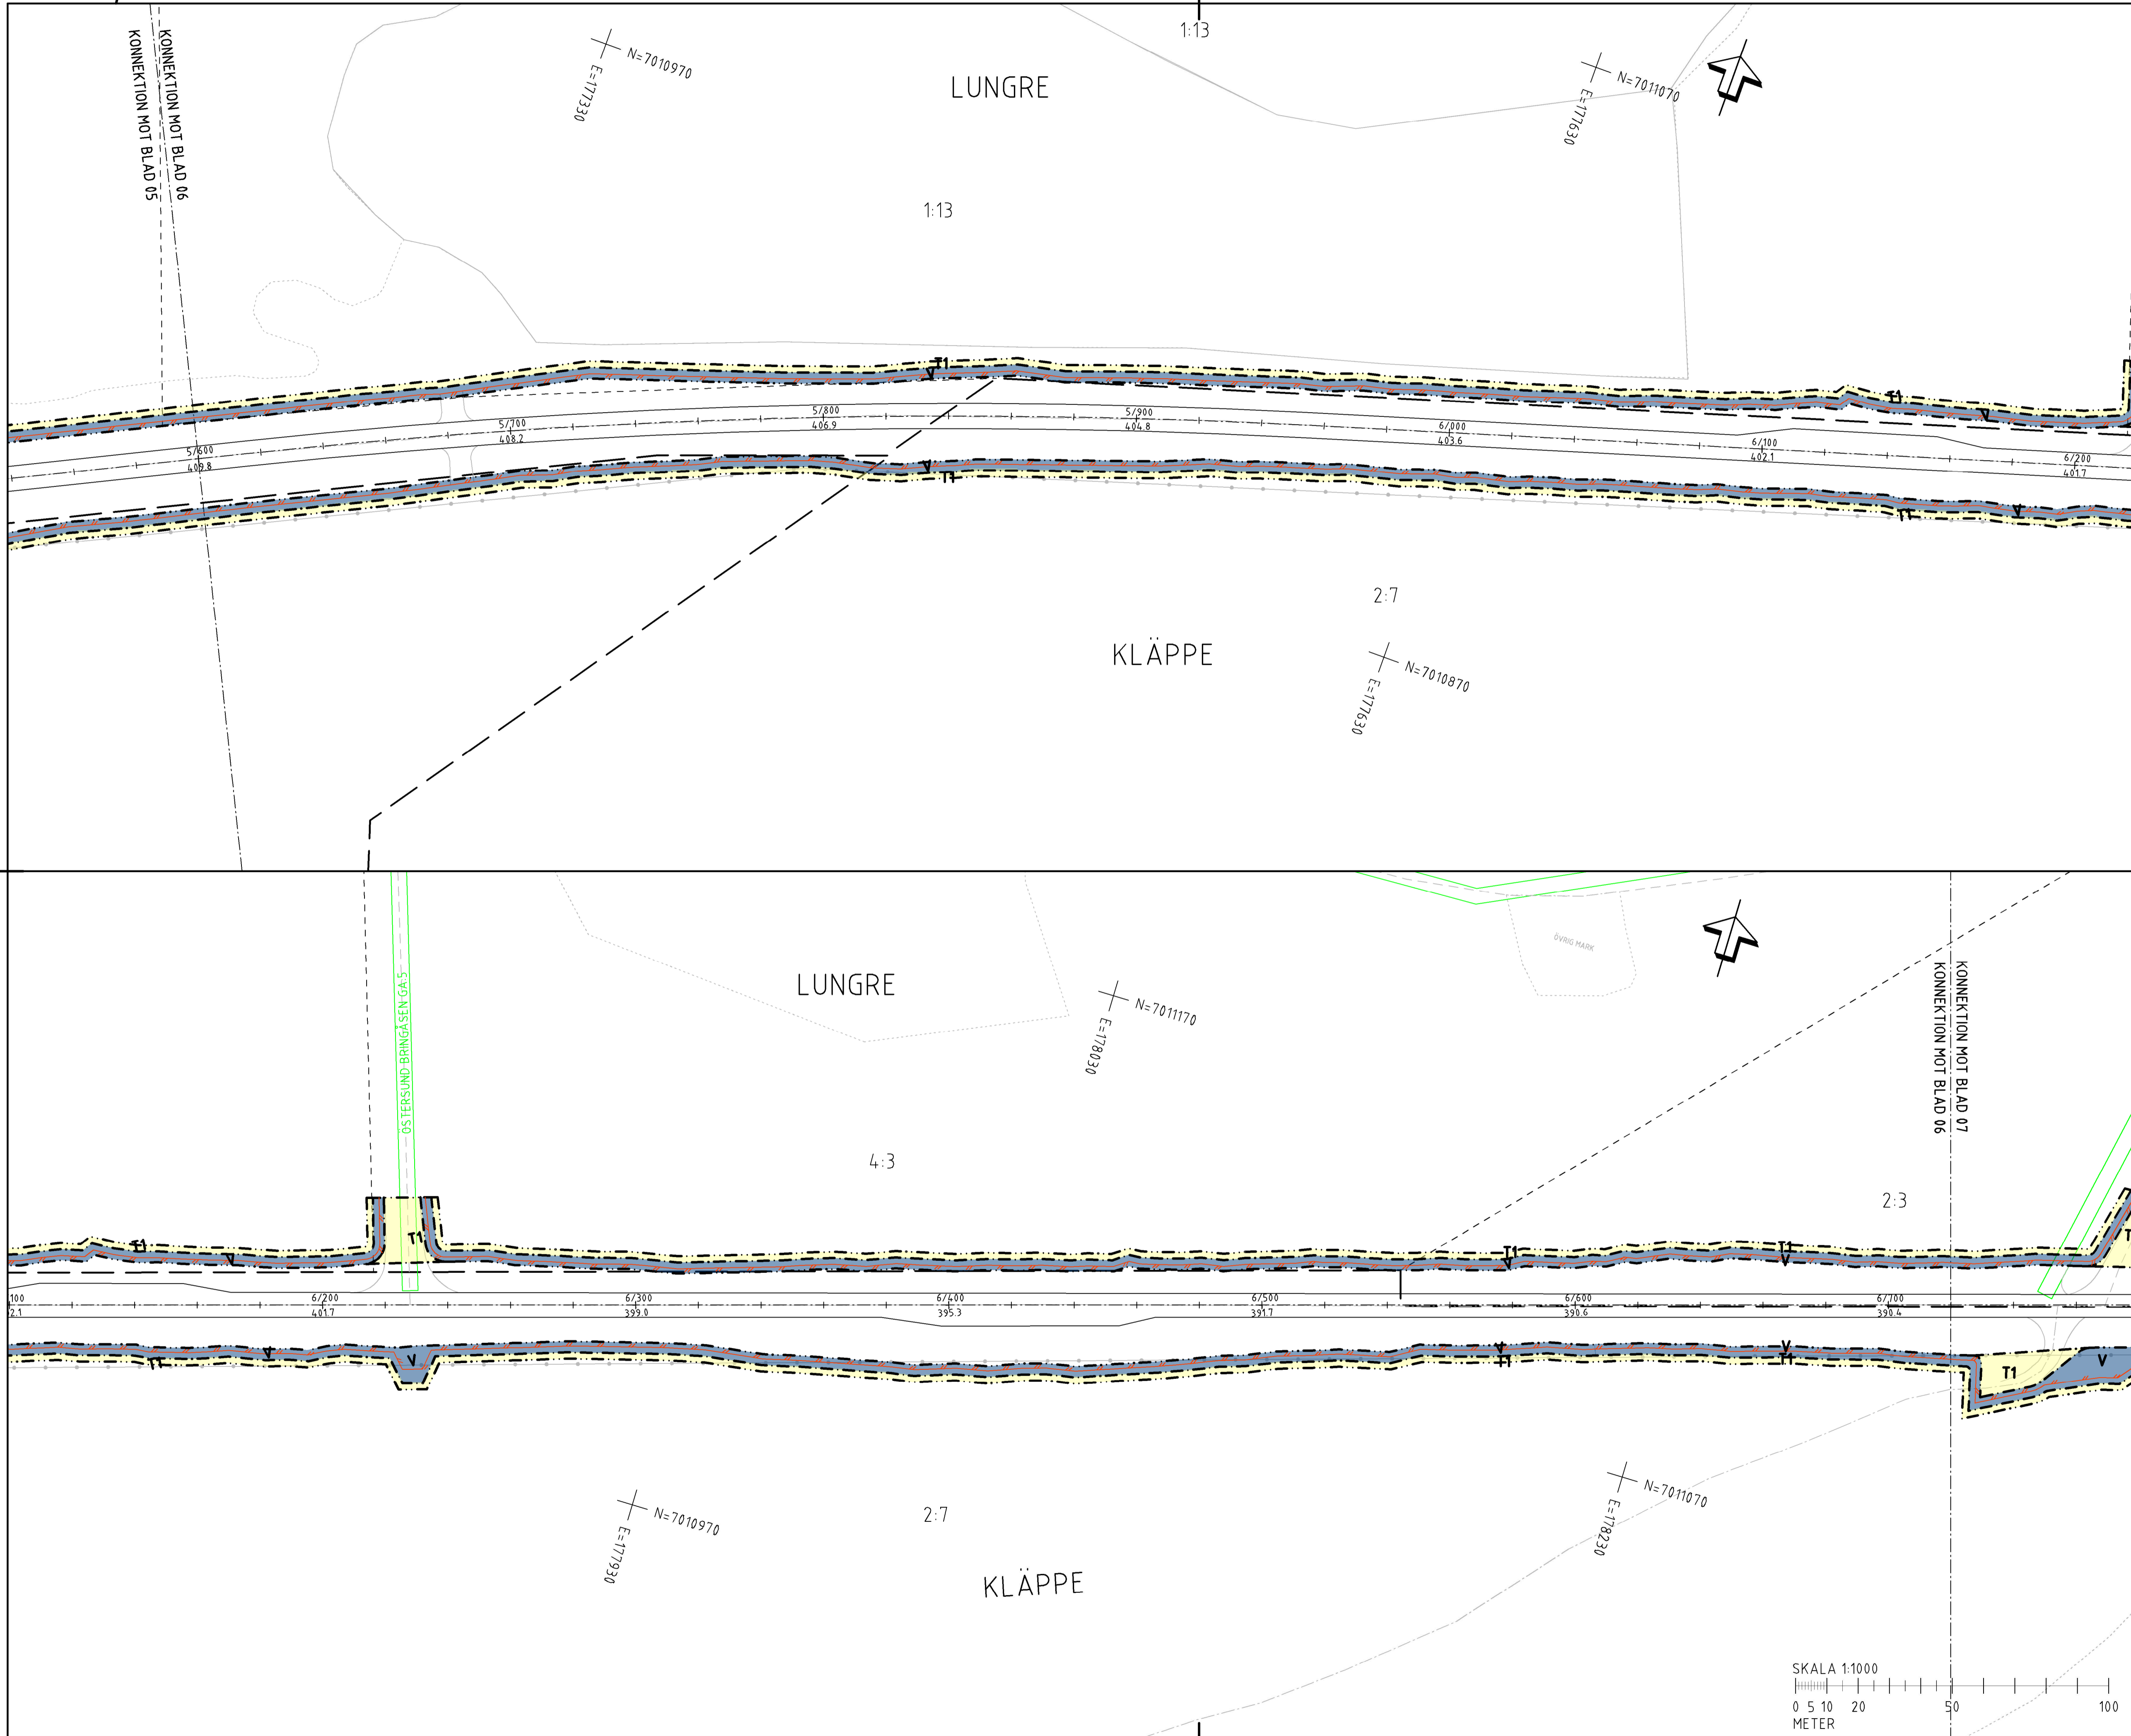 1:13
KONNEKTION MOT BLAD 05
KONNEKTION MOT BLAD 06
N=7010970
E=177330
LUNGRE
N=7011070
E=177630
1:13
T1
V
T1
V
5/600
409.8
5/700
408.2
5/800
406.9
5/900
404.8
6/000
403.6
6/100
402.1
6/200
401.7
V
T1
T1
V
2:7
KLÄPPE
N=7010870
E=177630
ÖSTERSUND BRINGÅSEN GA:5
LUNGRE
ÖVRIG MARK
N=7011170
E=178030
KONNEKTION MOT BLAD 06
KONNEKTION MOT BLAD 07
4:3
2:3
T1
V
T1
T1
V
T1
V
T
100
2.1
6/200
401.7
6/300
399.0
6/400
395.3
6/500
391.7
6/600
390.6
6/700
390.4
T1
V
V
V
T1
V
T1
T1
V
N=7010970
E=177930
2:7
KLÄPPE
N=7011070
E=178230
SKALA 1:1000
0 5 10 20 50 100
METER